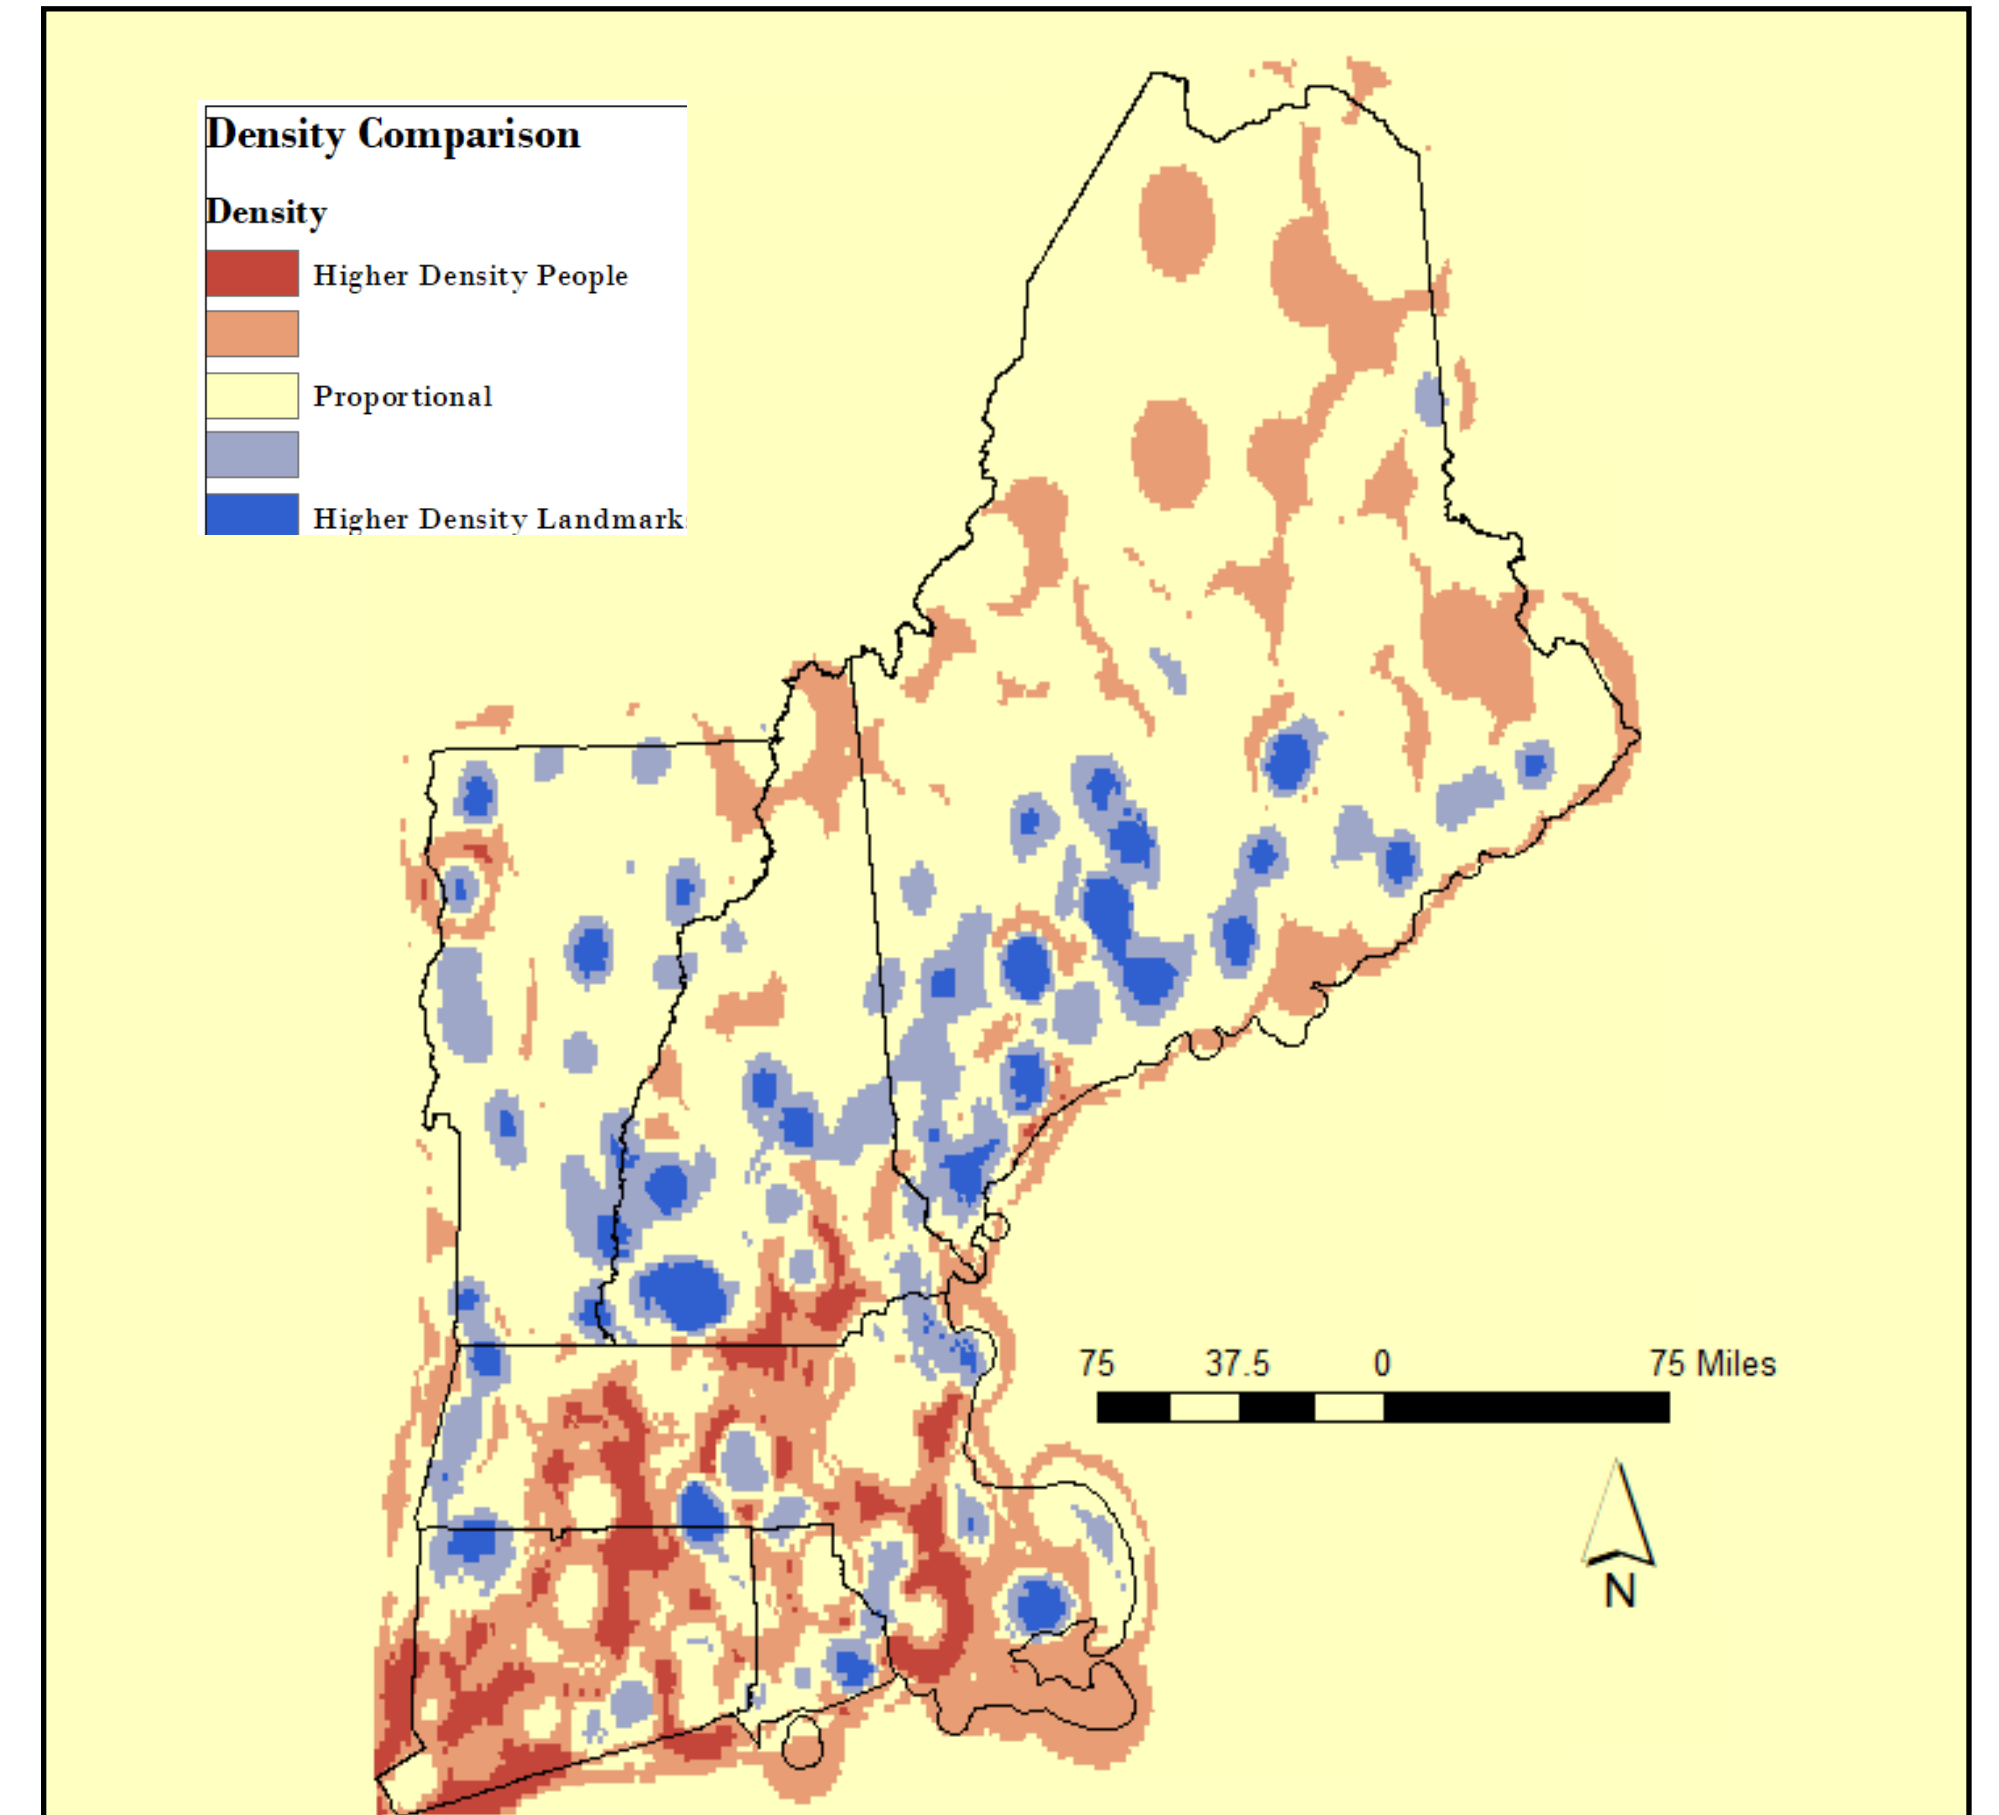 Density Comparison
Density
Higher Density People
Proportional
Higher Density Landmark
75 37.5 0 75 Miles
N